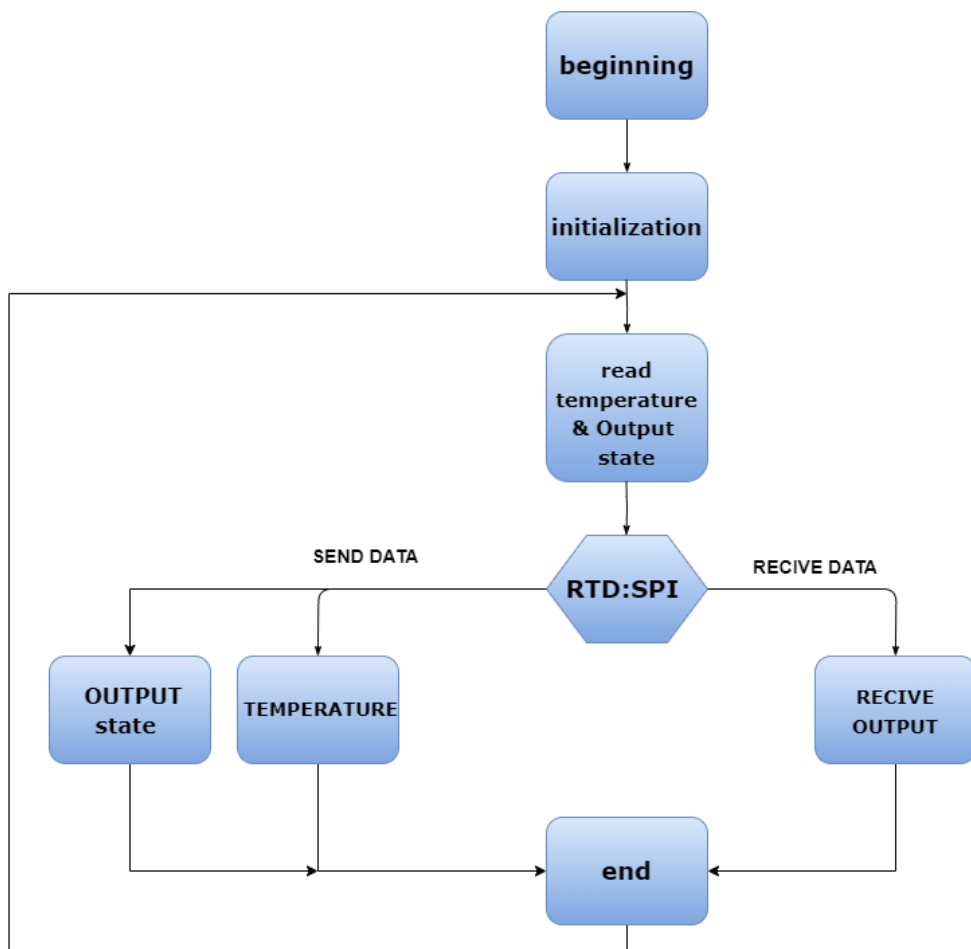 beginning
initialization
read
temperature
& Output
state
SEND DATA
RTD:SPI
RECIVE DATA
OUTPUT
state
TEMPERATURE
RECIVE
OUTPUT
end